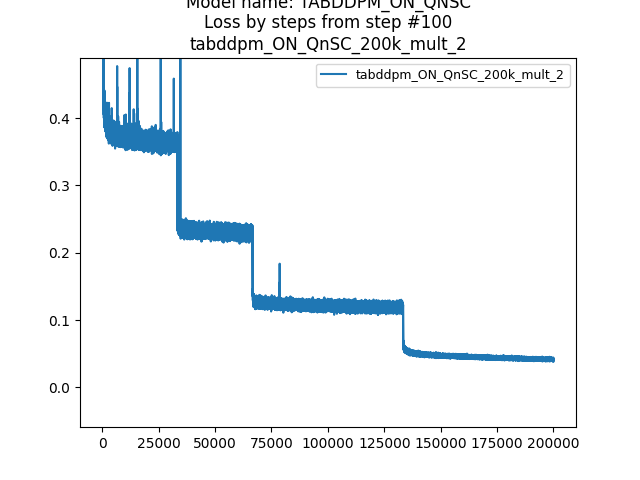 Model name: TABDDPM_ON_QNSC
Loss by steps from step #100
tabddpm_ON_QnSC_200k_mult_2
tabddpm_ON_QnSC_200k_mult_2
0.4
0.3
0.2
0.1
0.0
0 25000 50000 75000 100000 125000 150000 175000 200000